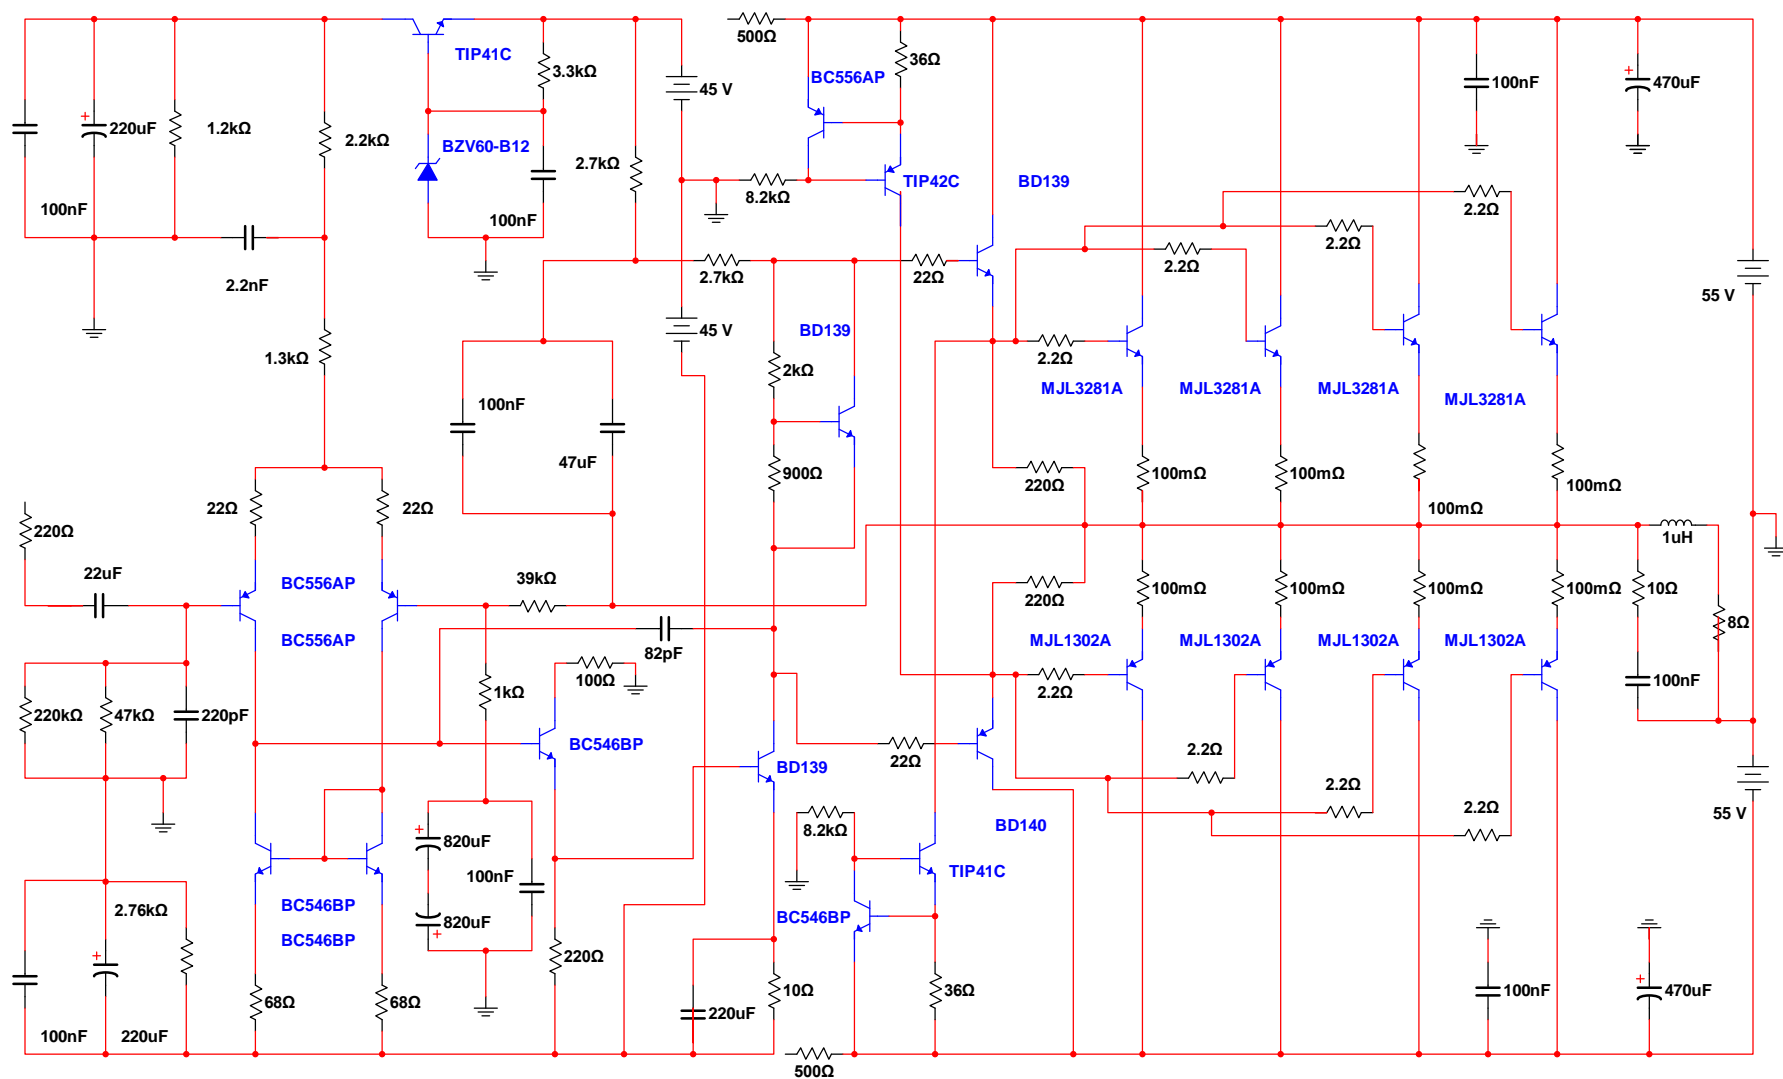 500Ω
TIP41C
36Ω
3.3kΩ
BC556AP
45 V
100nF
470uF
220uF
1.2kΩ
2.2kΩ
BZV60-B12
2.7kΩ
TIP42C
BD139
8.2kΩ
100nF
100nF
2.2Ω
2.2Ω
2.2Ω
2.2nF
2.7kΩ
22Ω
55 V
45 V
BD139
1.3kΩ
2.2Ω
2kΩ
MJL3281A
MJL3281A
MJL3281A
MJL3281A
100nF
47uF
900Ω
220Ω
100mΩ
100mΩ
100mΩ
100mΩ
22Ω
22Ω
220Ω
1uH
22uF
BC556AP
39kΩ
220Ω
100mΩ
100mΩ
100mΩ
100mΩ
10Ω
8Ω
BC556AP
82pF
MJL1302A
MJL1302A
MJL1302A
MJL1302A
100Ω
2.2Ω
100nF
1kΩ
220kΩ
47kΩ
220pF
BC546BP
22Ω
2.2Ω
BD139
2.2Ω
2.2Ω
55 V
8.2kΩ
BD140
820uF
TIP41C
100nF
BC546BP
2.76kΩ
BC546BP
820uF
BC546BP
220Ω
68Ω
68Ω
10Ω
36Ω
100nF
470uF
220uF
100nF
220uF
500Ω